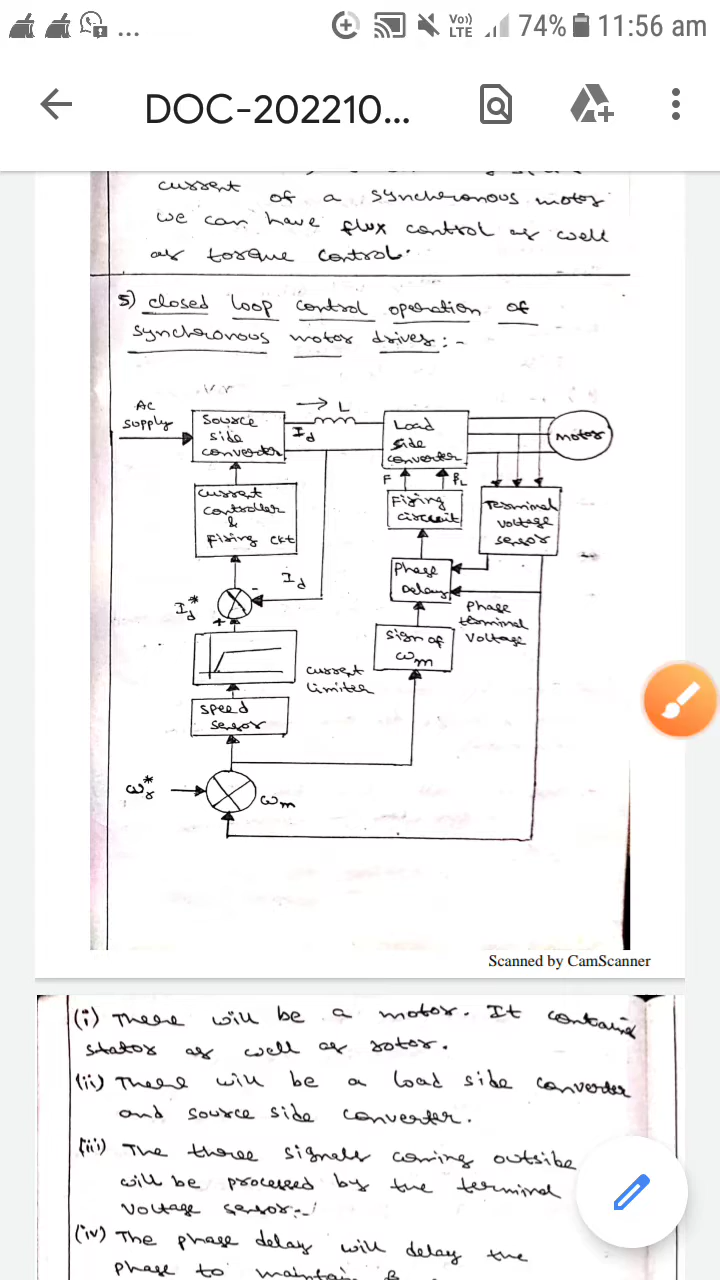 Vo))
LTE
74%
11:56 am
DOC-202210...
current of a synchronous motor
we can have flux control as well
as torque control.
5) closed loop control operation of
synchronous motor drives:-
AC
supply
Source
side
converter
L
Id
Load
side
converter
motor
F
βL
current
controller
&
Firing ckt
Firing
circuit
Terminal
voltage
sensor
Id*
-
+
Id
Phase
Delay
Phase
terminal
voltage
sign of
ωm
current
limiter
speed
sensor
ωr*
ωm
Scanned by CamScanner
(i) There will be a motor. It contains
stator as well as rotor.
(ii) There will be a load side converter
and source side converter.
(iii) The three signals coming outside
will be processed by the terminal
voltage sensor.
(iv) The phase delay will delay the
phase to maintain